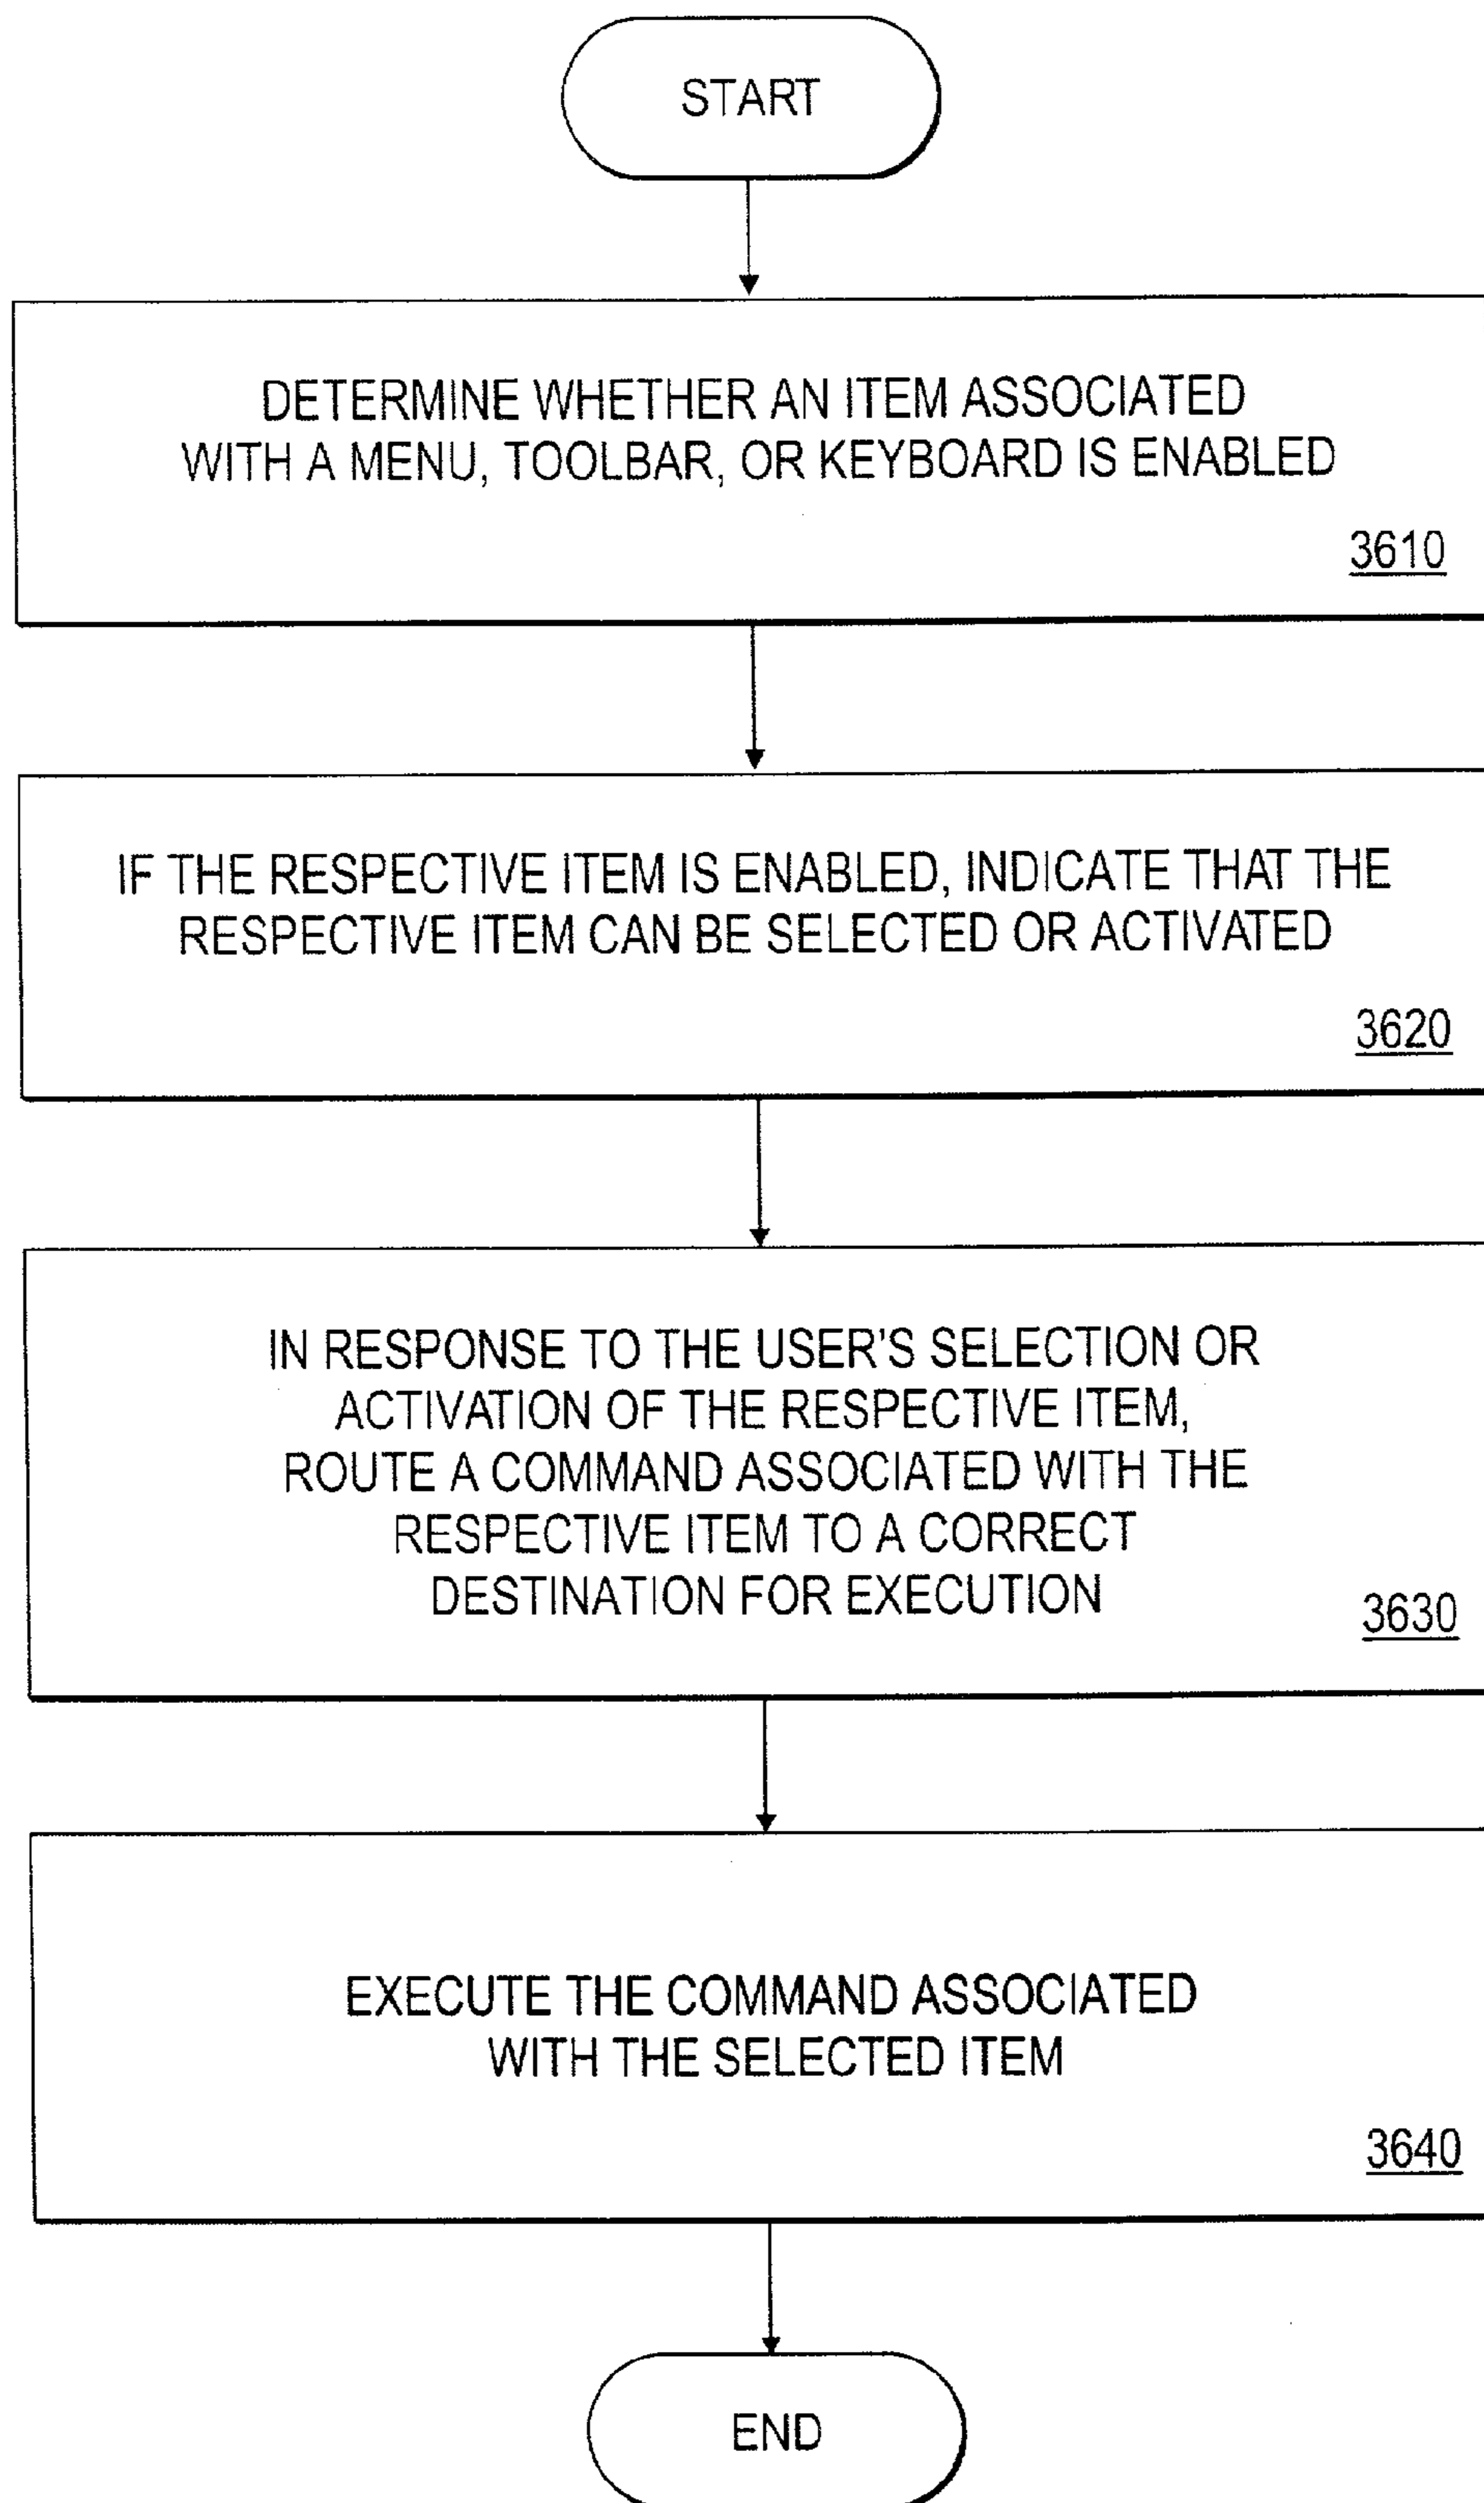 START
DETERMINE WHETHER AN ITEM ASSOCIATED
WITH A MENU, TOOLBAR, OR KEYBOARD IS ENABLED
3610
IF THE RESPECTIVE ITEM IS ENABLED, INDICATE THAT THE
RESPECTIVE ITEM CAN BE SELECTED OR ACTIVATED
3620
IN RESPONSE TO THE USER'S SELECTION OR
ACTIVATION OF THE RESPECTIVE ITEM,
ROUTE A COMMAND ASSOCIATED WITH THE
RESPECTIVE ITEM TO A CORRECT
DESTINATION FOR EXECUTION
3630
EXECUTE THE COMMAND ASSOCIATED
WITH THE SELECTED ITEM
3640
END